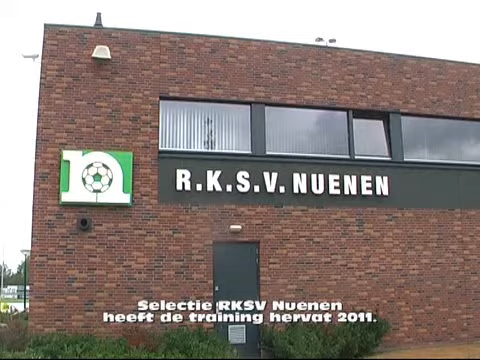 n
R.K.S.V. NUENEN
Selectie RKSV Nuenen
heeft de training hervat 2011.